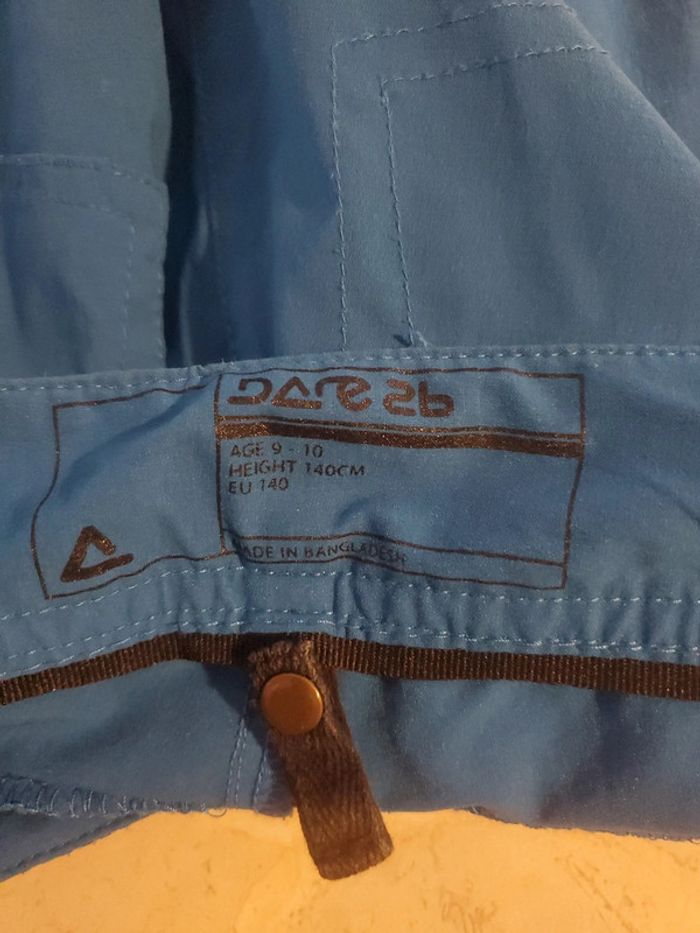 DARE 2b
AGE 9 - 10
HEIGHT 140CM
EU 140
MADE IN BANGLADESH